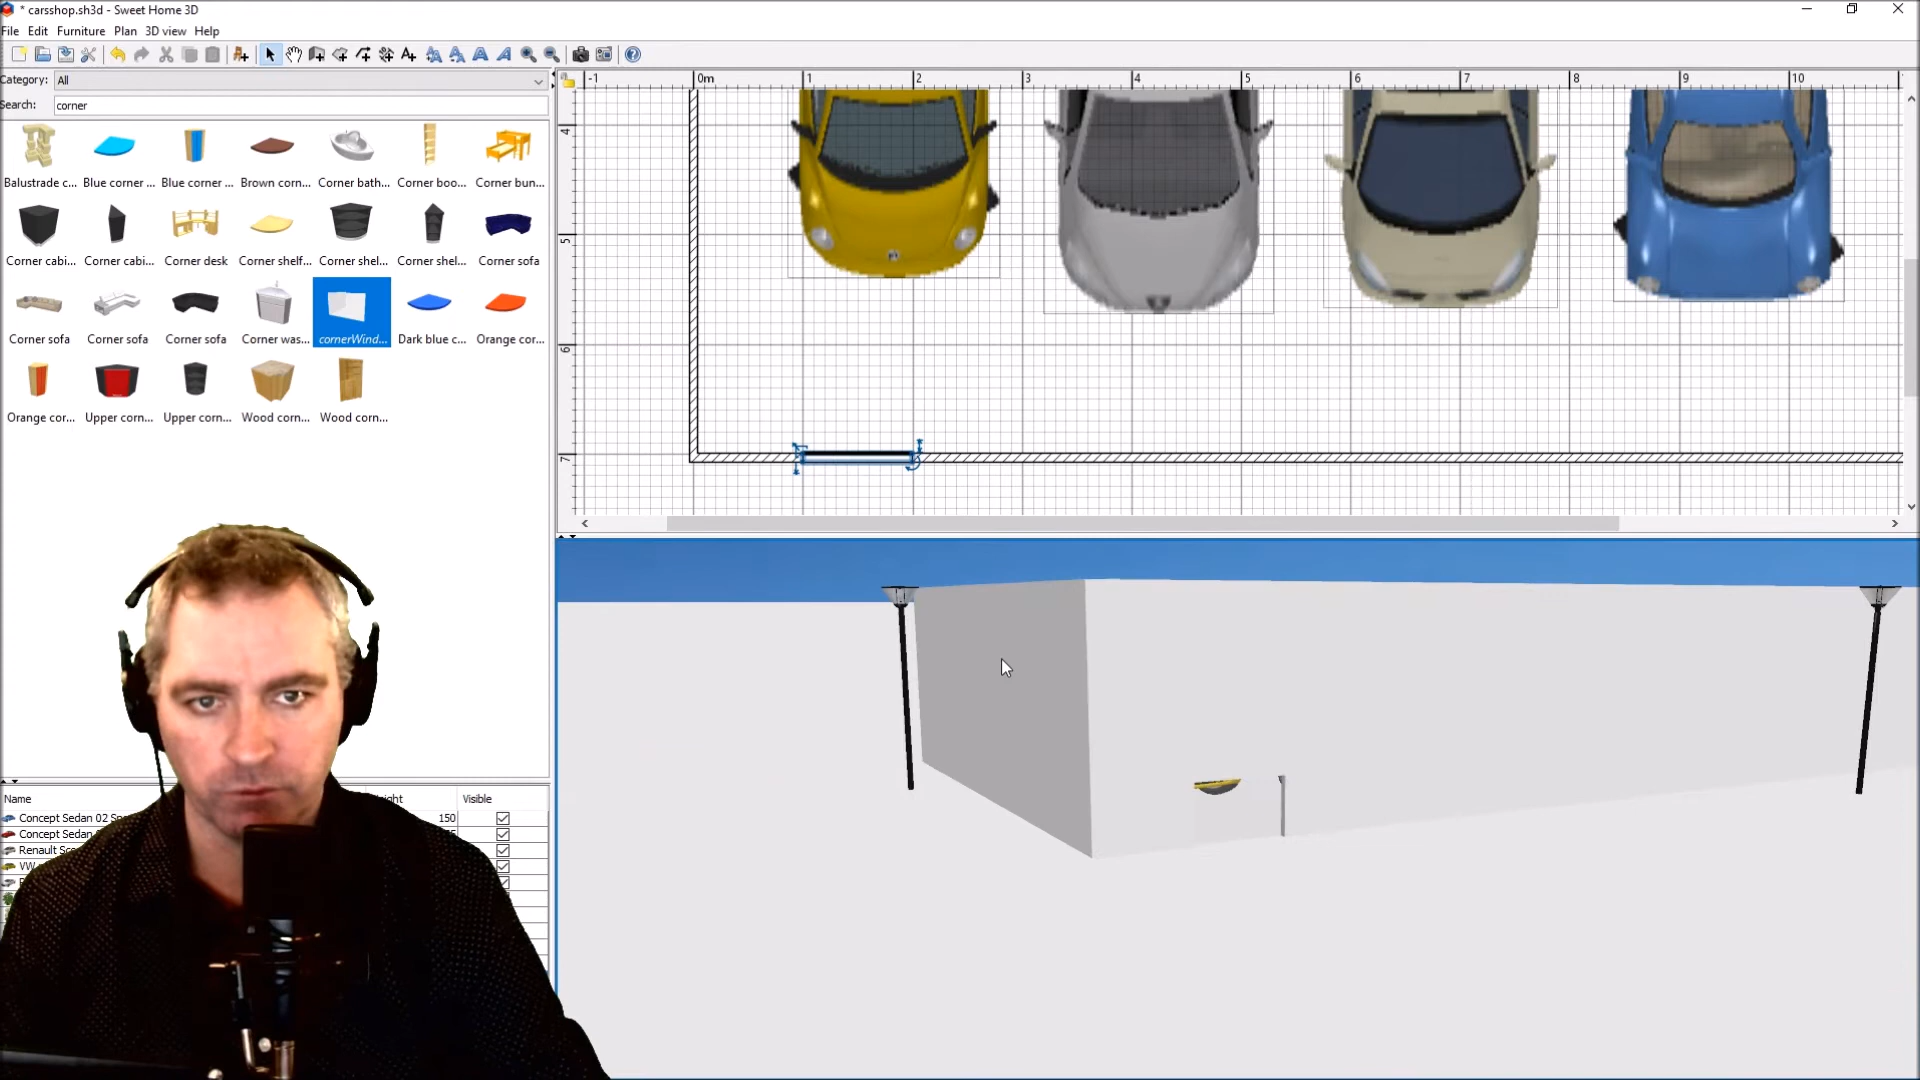 * carsshop.sh3d - Sweet Home 3D
File Edit Furniture Plan 3D view Help
Category: All
Search: corner
Balustrade c... Blue corner ... Blue corner ... Brown corn... Corner bath... Corner boo... Corner bun...
Corner cabi... Corner cabi... Corner desk Corner shelf... Corner shel... Corner shel... Corner sofa
Corner sofa Corner sofa Corner sofa Corner was... cornerWind... Dark blue c... Orange cor...
Orange cor... Upper corn... Upper corn... Wood corn... Wood corn...
-1 0m 1 2 3 4 5 6 7 8 9 10
4
5
6
7
Name Visible
Concept Sedan 02 150
Concept Sedan
Renault
VW